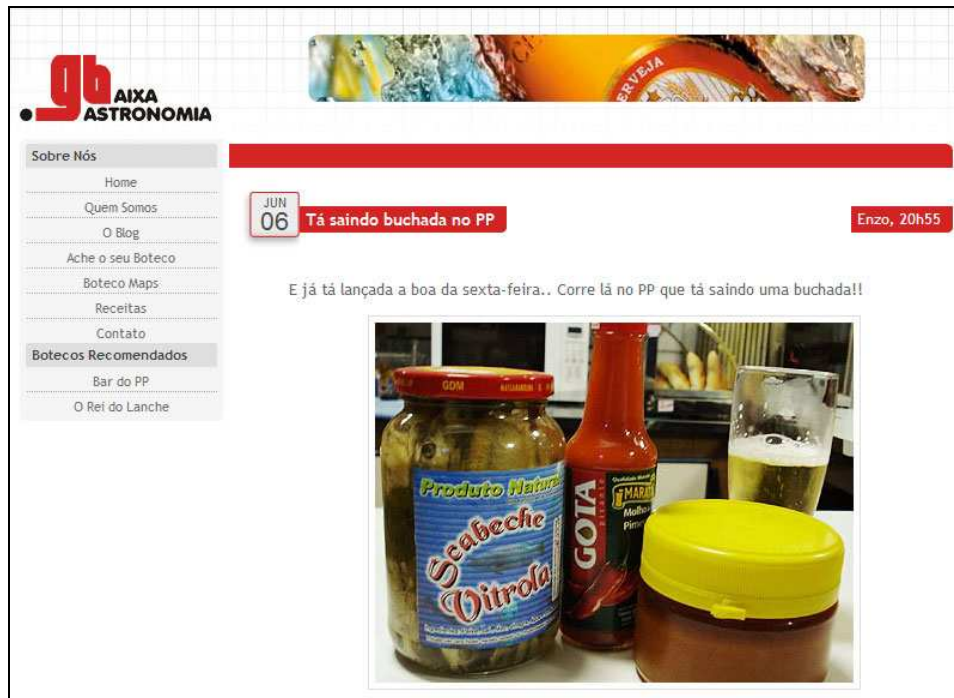 CERVEJA
gb
AIXA
ASTRONOMIA
Sobre Nós
Home
Quem Somos
O Blog
Ache o seu Boteco
Boteco Maps
Receitas
Contato
Botecos Recomendados
Bar do PP
O Rei do Lanche
JUN
06
Tá saindo buchada no PP
Enzo, 20h55
E já tá lançada a boa da sexta-feira.. Corre lá no PP que tá saindo uma buchada!!
GDM
Produto Natural
Scabeche
Vitrola
GOTA
picante
MARATÁ
Molho
Pimen